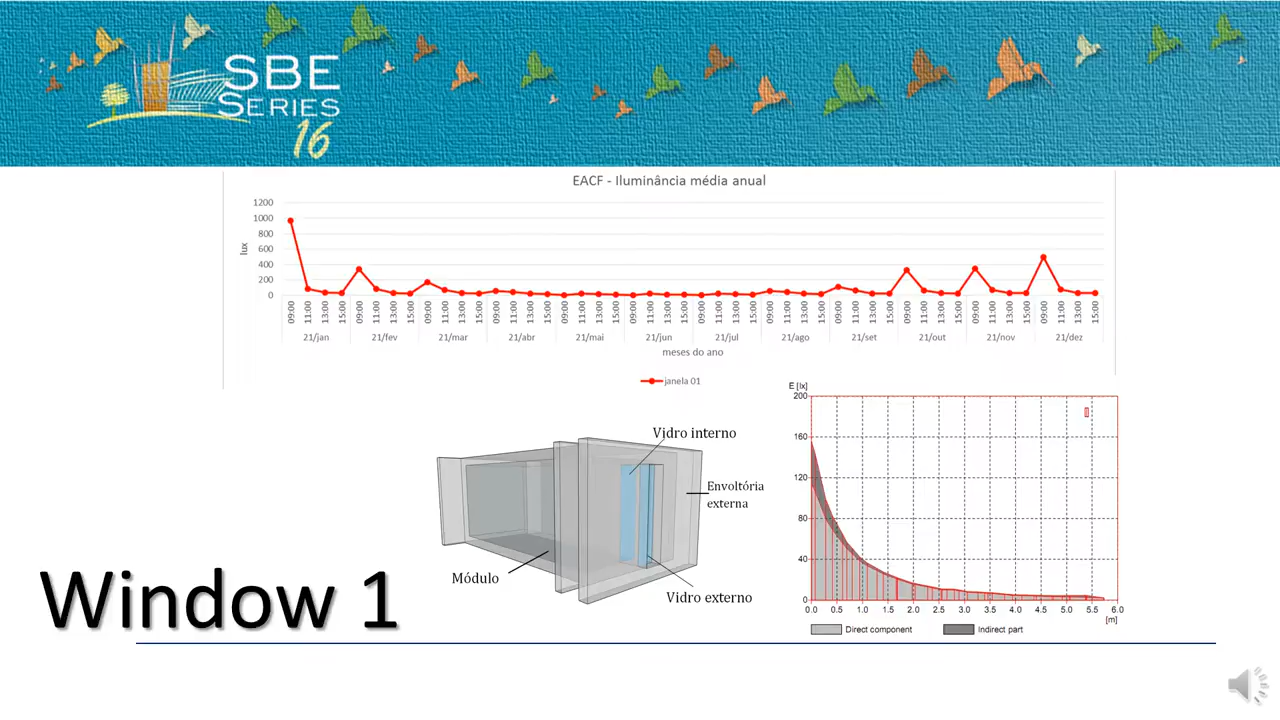 SBE
SERIES
16
EACF - Iluminância média anual
1200
1000
800
600
400
200
0
lux
09:00 11:00 13:00 15:00 09:00 11:00 13:00 15:00 09:00 11:00 13:00 15:00 09:00 11:00 13:00 15:00 09:00 11:00 13:00 15:00 09:00 11:00 13:00 15:00 09:00 11:00 13:00 15:00 09:00 11:00 13:00 15:00 09:00 11:00 13:00 15:00 09:00 11:00 13:00 15:00 09:00 11:00 13:00 15:00 09:00 11:00 13:00 15:00
21/jan 21/fev 21/mar 21/abr 21/mai 21/jun 21/jul 21/ago 21/set 21/out 21/nov 21/dez
meses do ano
janela 01
Vidro interno
Envoltória
externa
Módulo
Vidro externo
E [lx]
200
160
120
80
40
0
0.0 0.5 1.0 1.5 2.0 2.5 3.0 3.5 4.0 4.5 5.0 5.5 6.0
[m]
Direct component Indirect part
Window 1